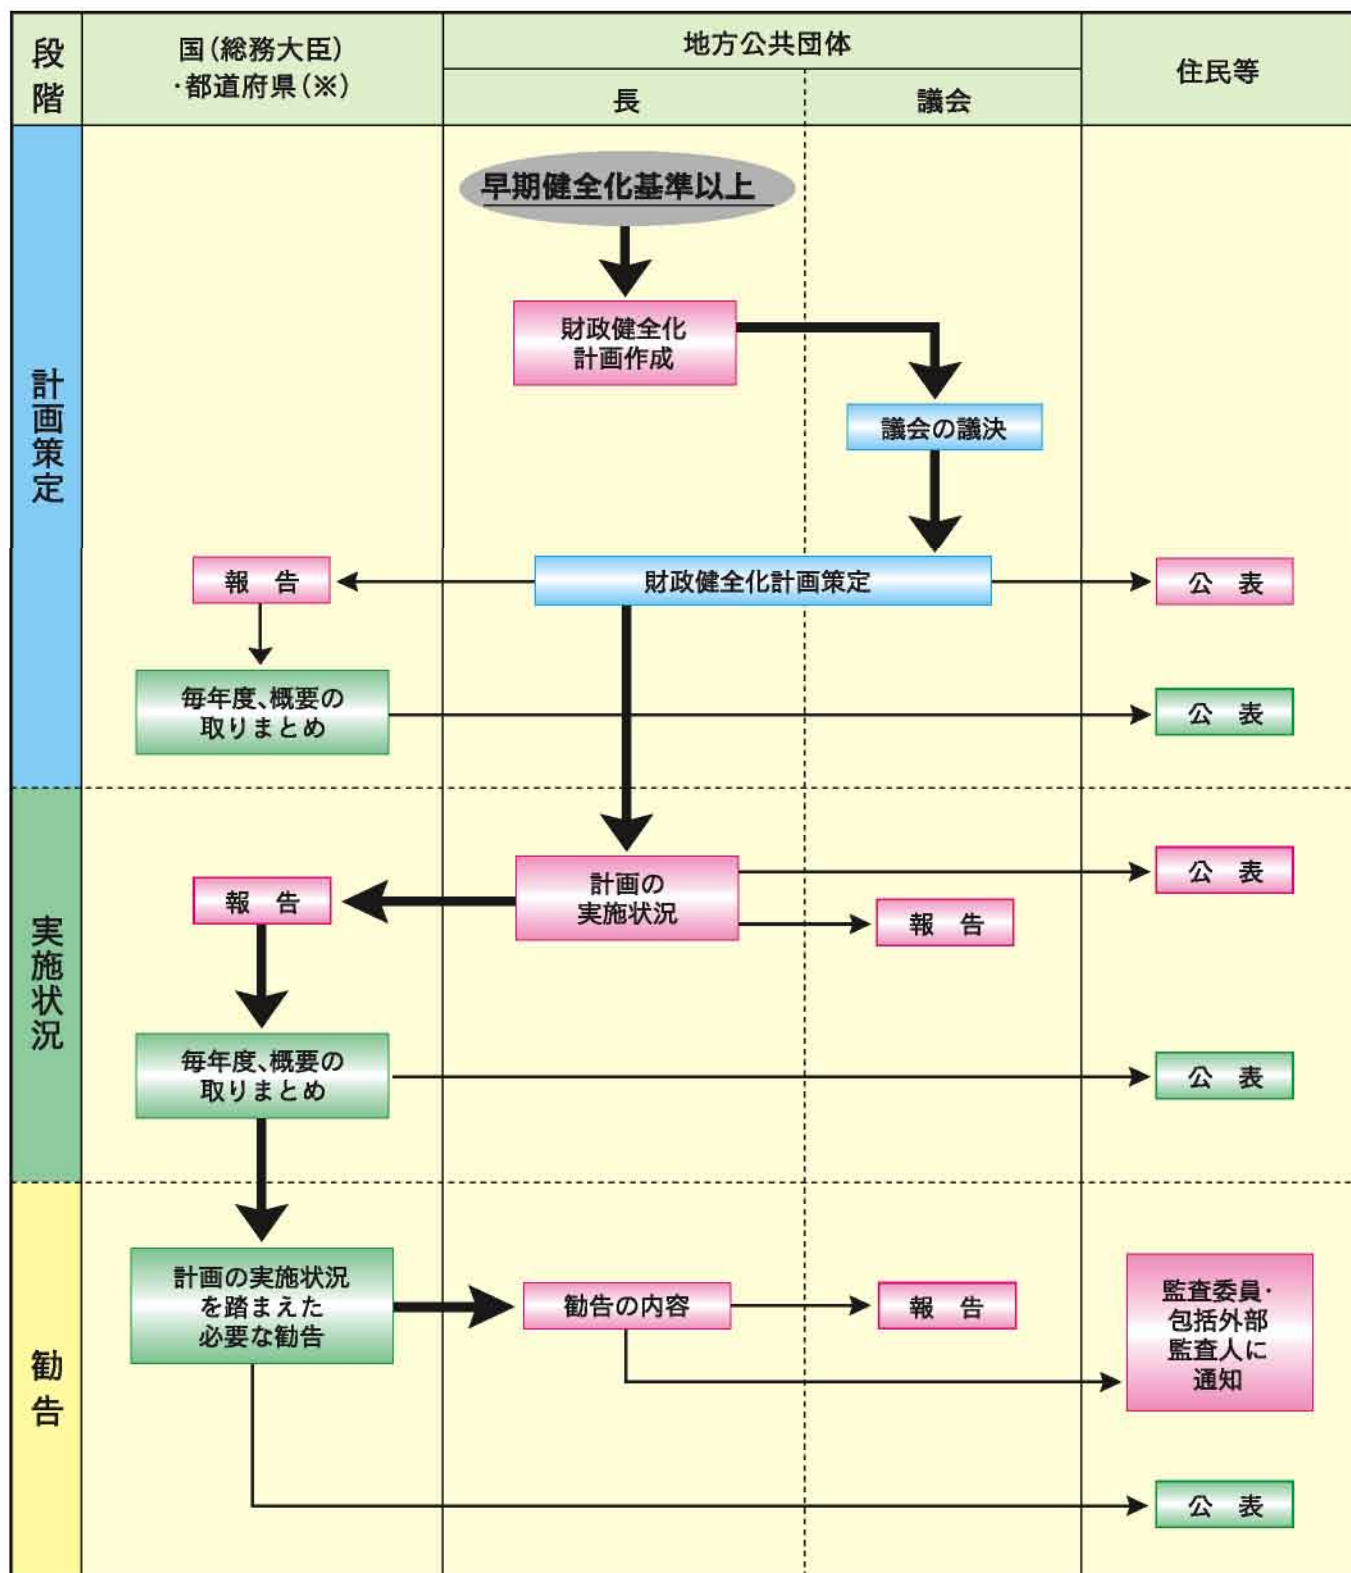 段階
国(総務大臣)
・都道府県(※)
地方公共団体
長
議会
住民等
計画策定
早期健全化基準以上
財政健全化
計画作成
議会の議決
報　告
財政健全化計画策定
公　表
毎年度、概要の
取りまとめ
公　表
実施状況
計画の
実施状況
公　表
報　告
報　告
毎年度、概要の
取りまとめ
公　表
勧告
計画の実施状況
を踏まえた
必要な勧告
勧告の内容
報　告
監査委員・
包括外部
監査人に
通知
公　表